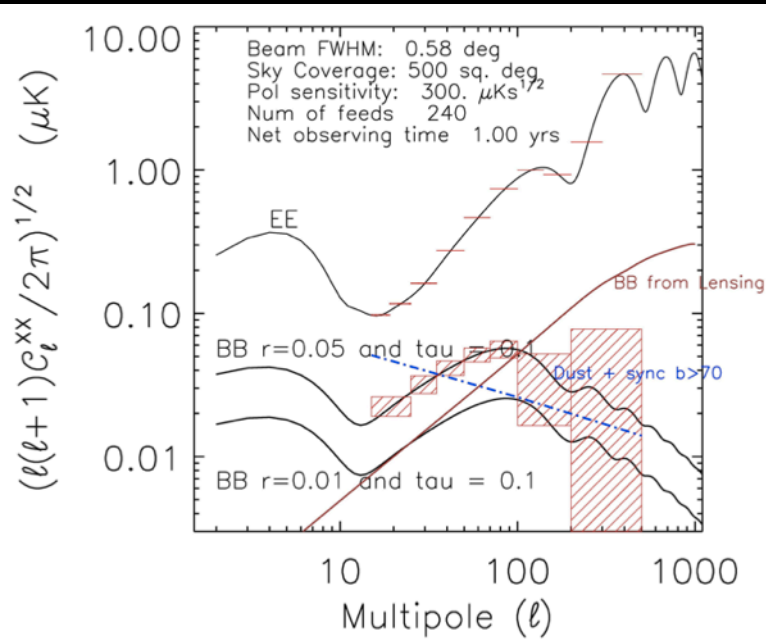 10.00
Beam FWHM: 0.58 deg
Sky Coverage: 500 sq. deg
Pol sensitivity: 300. μKs^1/2
Num of feeds 240
Net observing time 1.00 yrs
1.00
EE
BB from Lensing
0.10
BB r=0.05 and tau = 0.1
Dust + sync b>70
0.01
BB r=0.01 and tau = 0.1
(ℓ(ℓ+1)C_ℓ^XX/2π)^1/2 (μK)
10 100 1000
Multipole (ℓ)